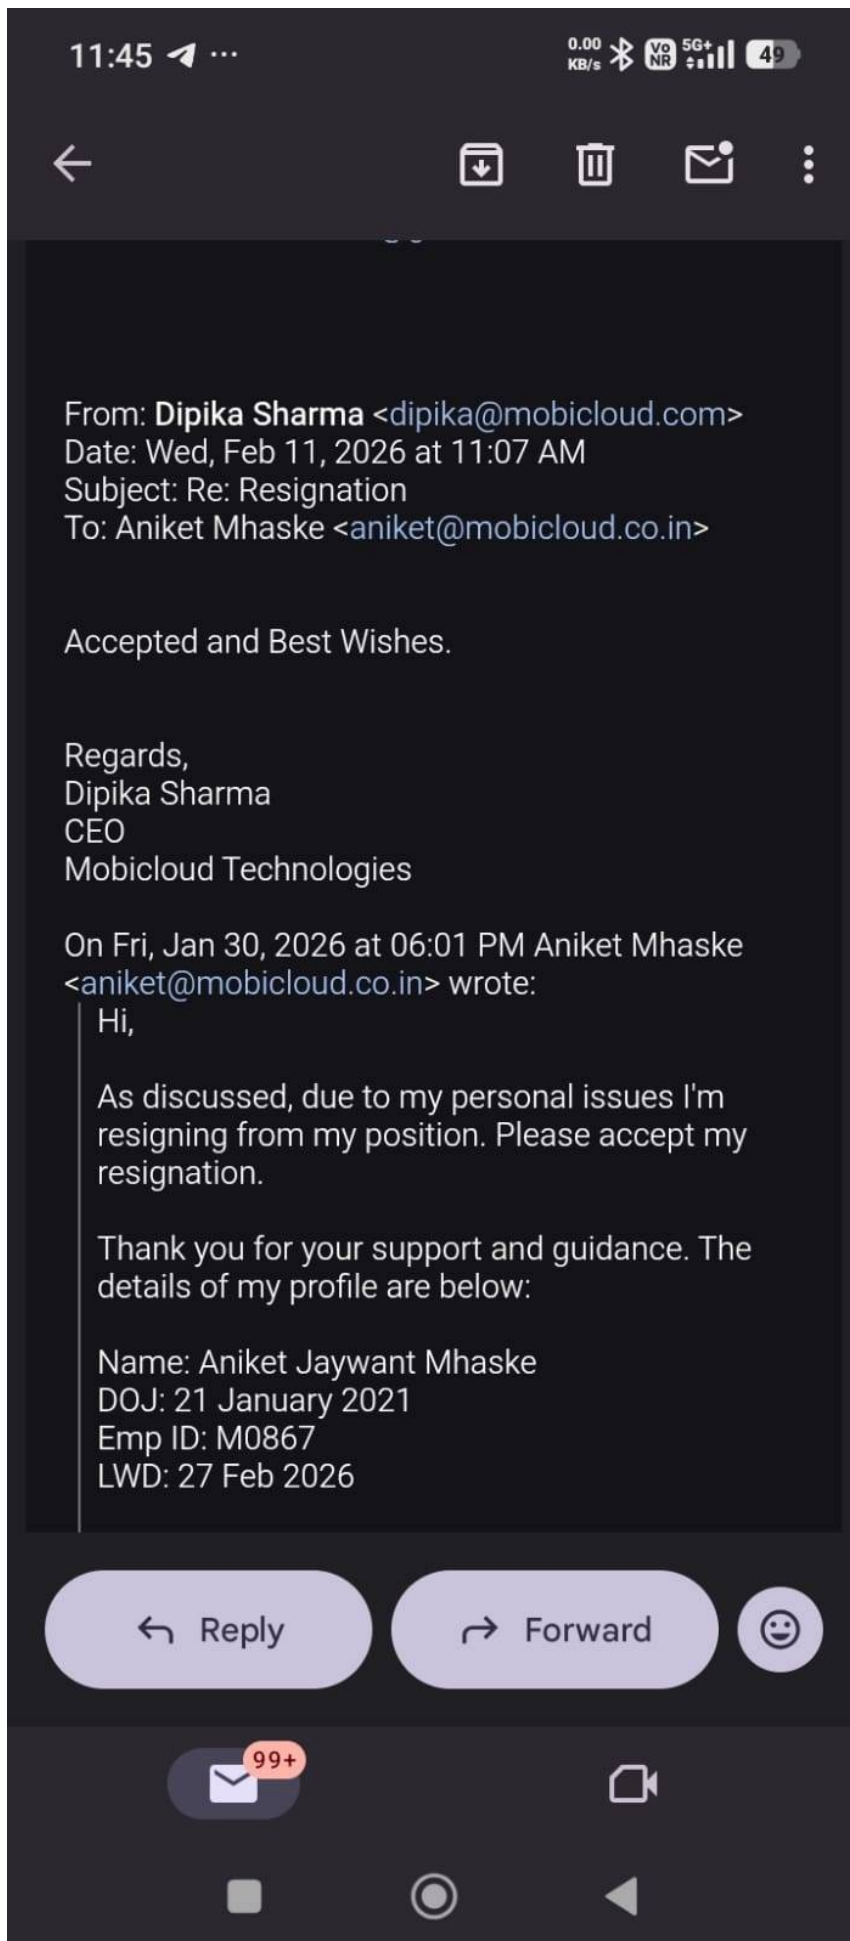 11:45 ...
0.00 KB/s Vo NR 5G+ 49
From: Dipika Sharma <dipika@mobicloud.com>
Date: Wed, Feb 11, 2026 at 11:07 AM
Subject: Re: Resignation
To: Aniket Mhaske <aniket@mobicloud.co.in>
Accepted and Best Wishes.
Regards,
Dipika Sharma
CEO
Mobicloud Technologies
On Fri, Jan 30, 2026 at 06:01 PM Aniket Mhaske
<aniket@mobicloud.co.in> wrote:
Hi,
As discussed, due to my personal issues I'm
resigning from my position. Please accept my
resignation.
Thank you for your support and guidance. The
details of my profile are below:
Name: Aniket Jaywant Mhaske
DOJ: 21 January 2021
Emp ID: M0867
LWD: 27 Feb 2026
Reply
Forward
99+